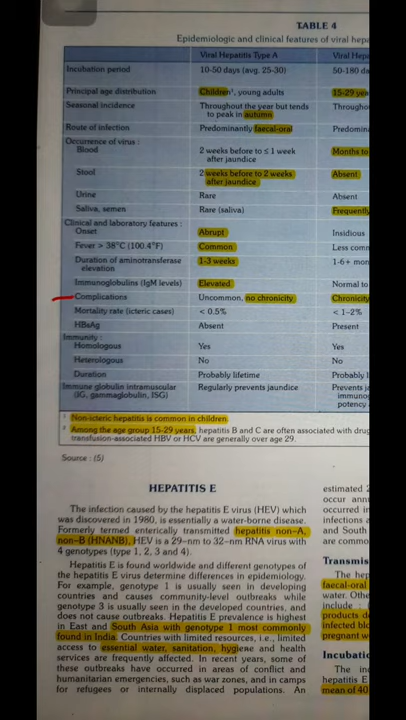 TABLE 4
Epidemiologic and clinical features of viral hepa
Viral Hepatitis Type A Viral Hepa
Incubation period 10-50 days (avg. 25-30) 50-180 da
Principal age distribution Children¹, young adults 15-29 yea
Seasonal incidence Throughout the year but tends Througho
to peak in autumn
Route of infection Predominantly faecal-oral Predomin
Occurrence of virus :
Blood 2 weeks before to ≤ 1 week Months to
after jaundice
Stool 2 weeks before to 2 weeks Absent
after jaundice
Urine Rare Absent
Saliva, semen Rare (saliva) Frequently
Clinical and laboratory features :
Onset Abrupt Insidious
Fever > 38°C (100.4°F) Common Less comm
Duration of aminotransferase 1-3 weeks 1-6+ mon
elevation
Immunoglobulins (IgM levels) Elevated Normal to
Complications Uncommon, no chronicity Chronicity
Mortality rate (icteric cases) < 0.5% < 1-2%
HBsAg Absent Present
Immunity :
Homologous Yes Yes
Heterologous No No
Duration Probably lifetime Probably l
Immune globulin intramuscular Regularly prevents jaundice Prevents ja
(IG, gammaglobulin, ISG) immunog
potency
¹ Non-icteric hepatitis is common in children.
² Among the age group 15-29 years, hepatitis B and C are often associated with drug
transfusion-associated HBV or HCV are generally over age 29.
Source : (5)
HEPATITIS E
The infection caused by the hepatitis E virus (HEV) which
was discovered in 1980, is essentially a water-borne disease.
Formerly termed enterically transmitted hepatitis non-A,
non-B (HNANB), HEV is a 29-nm to 32-nm RNA virus with
4 genotypes (type 1, 2, 3 and 4).
Hepatitis E is found worldwide and different genotypes of
the hepatitis E virus determine differences in epidemiology.
For example, genotype 1 is usually seen in developing
countries and causes community-level outbreaks while
genotype 3 is usually seen in the developed countries, and
does not cause outbreaks. Hepatitis E prevalence is highest
in East and South Asia with genotype 1 most commonly
found in India. Countries with limited resources, i.e., limited
access to essential water, sanitation, hygiene and health
services are frequently affected. In recent years, some of
these outbreaks have occurred in areas of conflict and
humanitarian emergencies, such as war zones, and in camps
for refugees or internally displaced populations. An
estimated 2
occur ann
occurred in
infections a
and South
are commo
Transmis
The hep
faecal-oral
water. Othe
include :
products d
infected bl
pregnant w
Incubatio
The in
hepatitis E
mean of 40